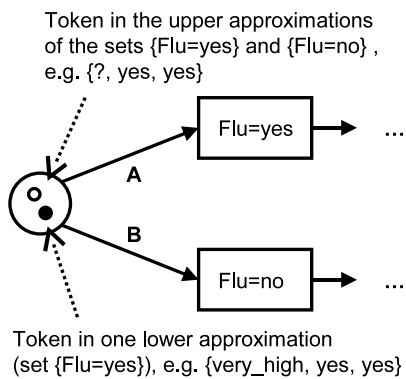 Token in the upper approximations
of the sets {Flu=yes} and {Flu=no} ,
e.g. {?, yes, yes}
Flu=yes
...
A
B
Flu=no
...
Token in one lower approximation
(set {Flu=yes}), e.g. {very_high, yes, yes}